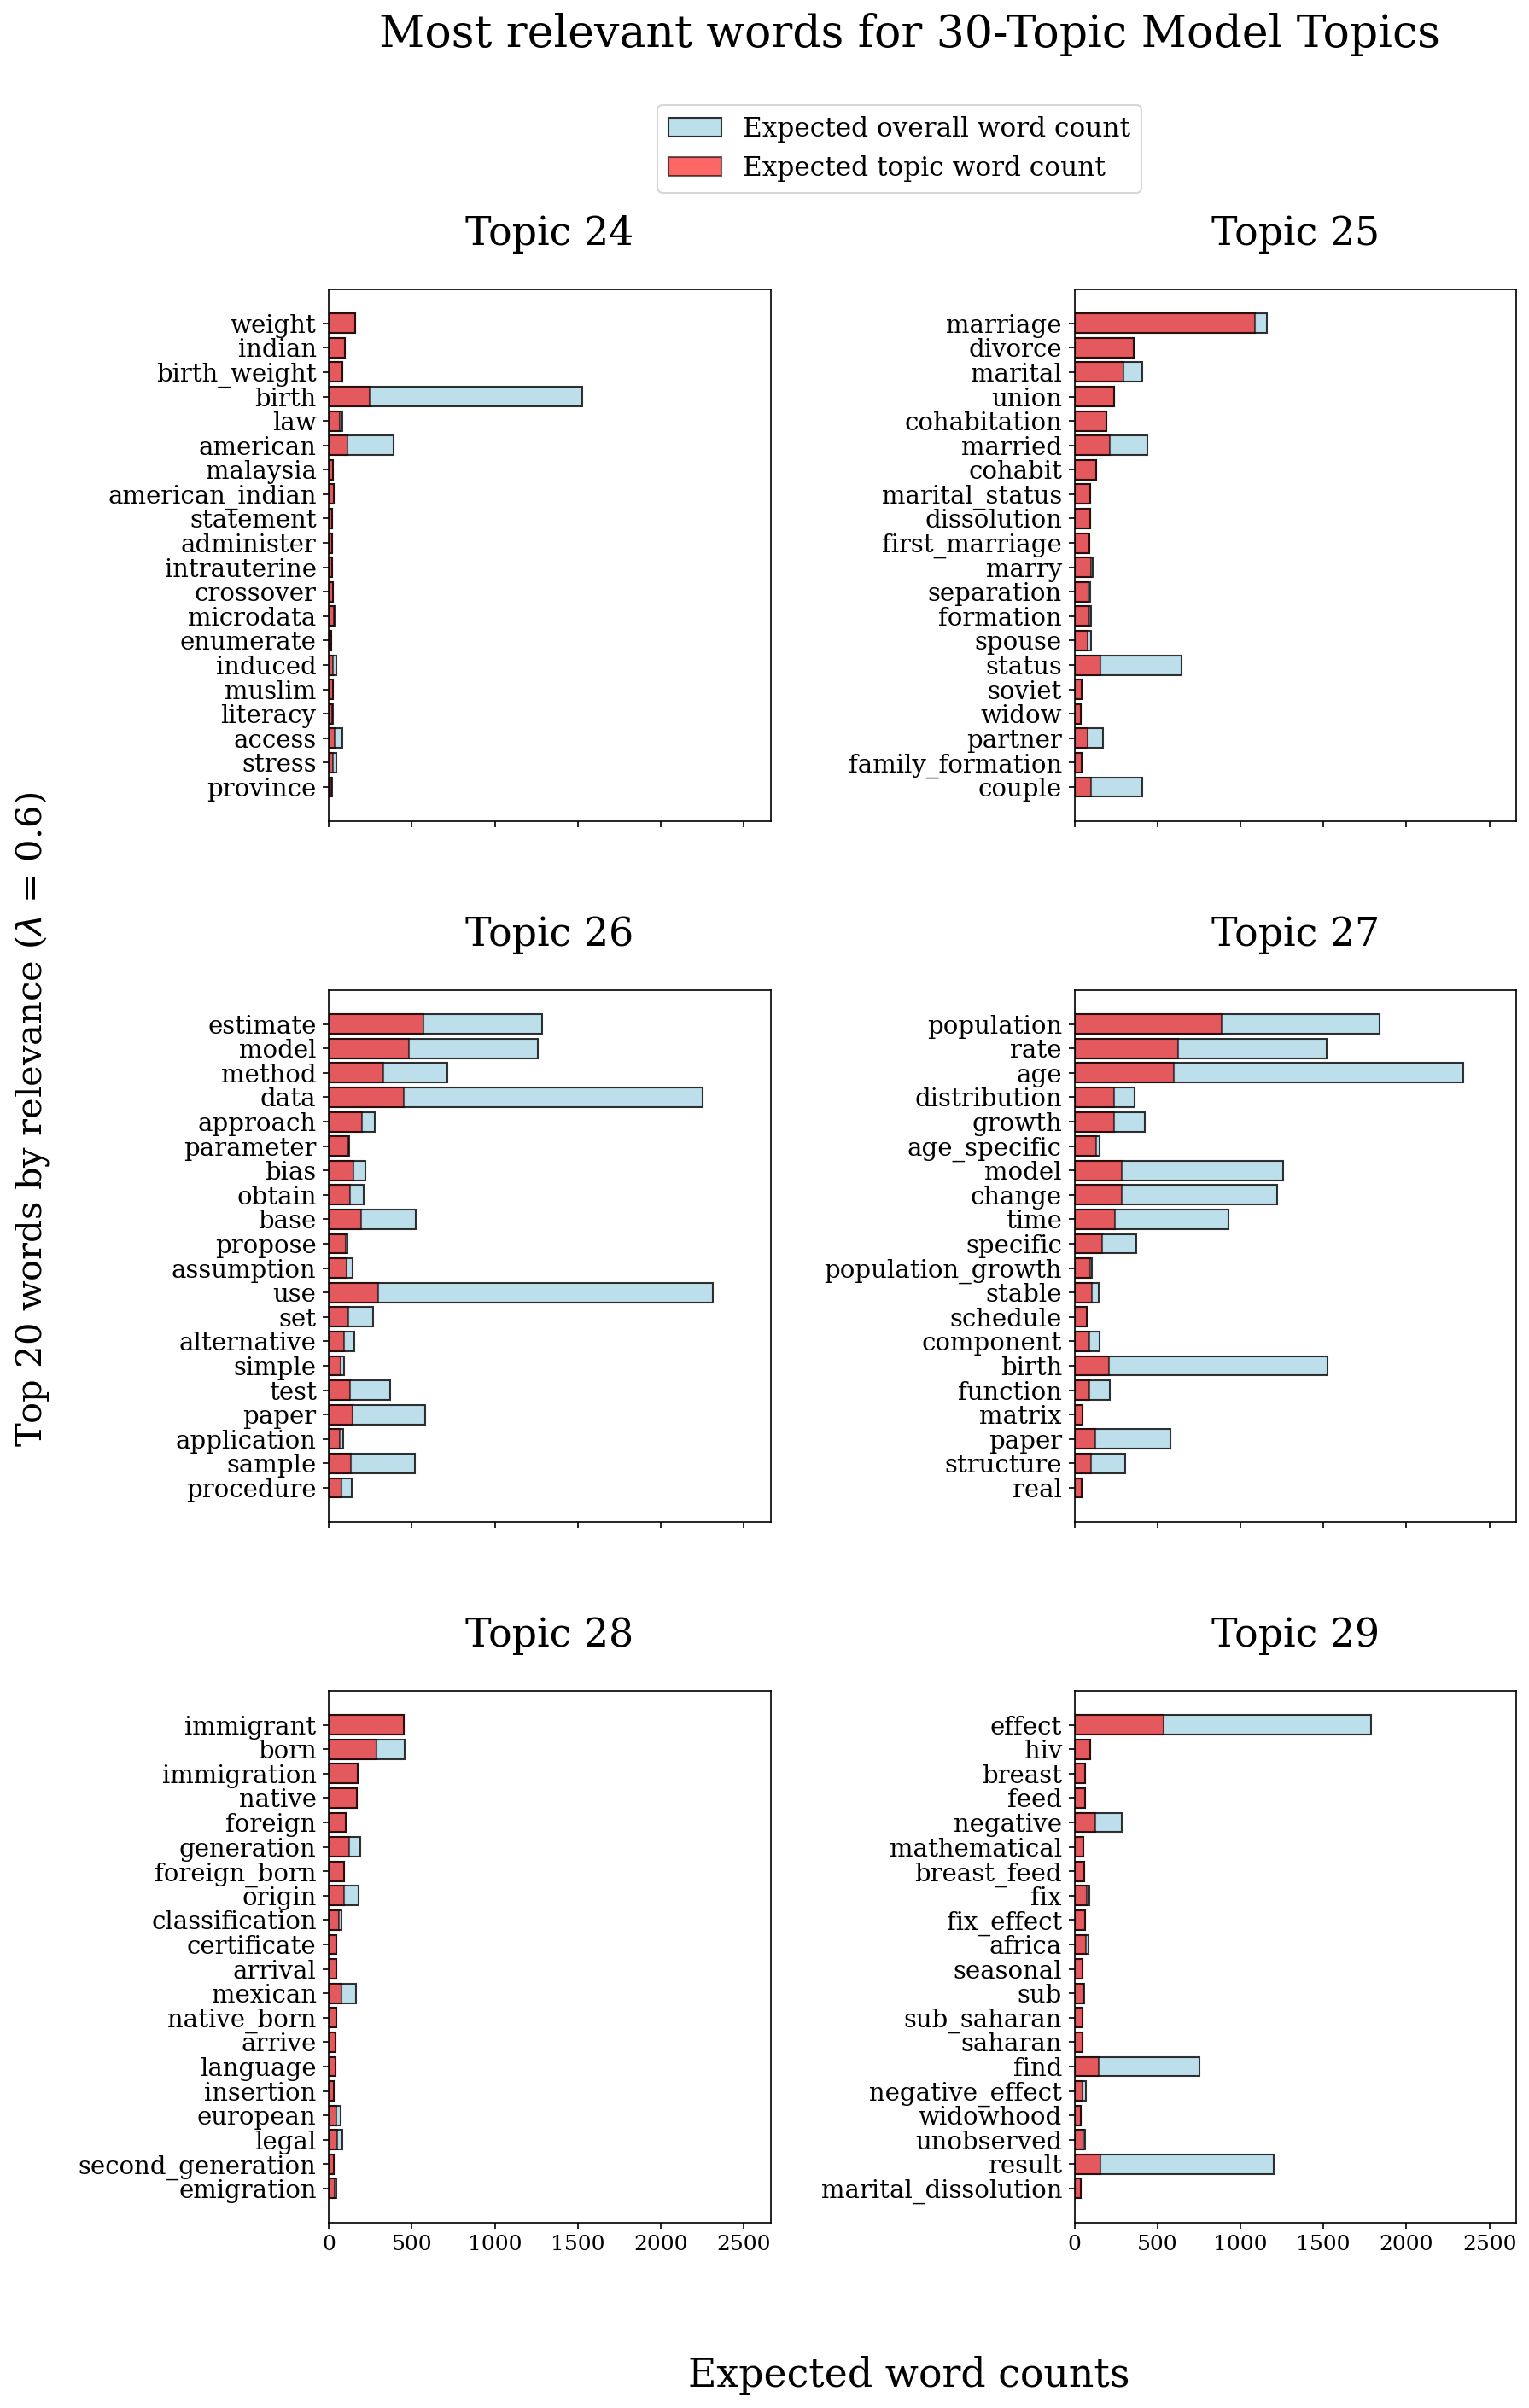 Most relevant words for 30-Topic Model Topics
Expected overall word count
Expected topic word count
Top 20 words by relevance (λ = 0.6)
Topic 24
weight
indian
birth_weight
birth
law
american
malaysia
american_indian
statement
administer
intrauterine
crossover
microdata
enumerate
induced
muslim
literacy
access
stress
province
Topic 25
marriage
divorce
marital
union
cohabitation
married
cohabit
marital_status
dissolution
first_marriage
marry
separation
formation
spouse
status
soviet
widow
partner
family_formation
couple
Topic 26
estimate
model
method
data
approach
parameter
bias
obtain
base
propose
assumption
use
set
alternative
simple
test
paper
application
sample
procedure
Topic 27
population
rate
age
distribution
growth
age_specific
model
change
time
specific
population_growth
stable
schedule
component
birth
function
matrix
paper
structure
real
Topic 28
immigrant
born
immigration
native
foreign
generation
foreign_born
origin
classification
certificate
arrival
mexican
native_born
arrive
language
insertion
european
legal
second_generation
emigration
0 500 1000 1500 2000 2500
Topic 29
effect
hiv
breast
feed
negative
mathematical
breast_feed
fix
fix_effect
africa
seasonal
sub
sub_saharan
saharan
find
negative_effect
widowhood
unobserved
result
marital_dissolution
0 500 1000 1500 2000 2500
Expected word counts